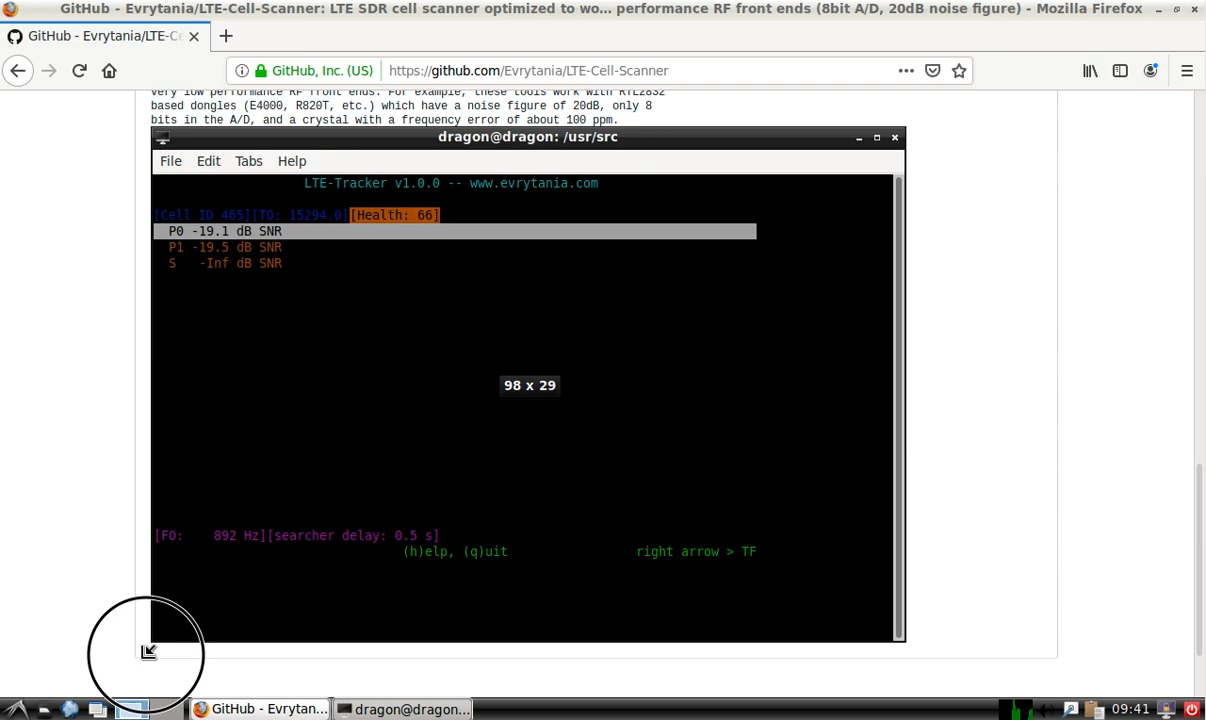 GitHub - Evrytania/LTE-Cell-Scanner: LTE SDR cell scanner optimized to wo... performance RF front ends (8bit A/D, 20dB noise figure) - Mozilla Firefox
GitHub - Evrytania/LTE-Ce
GitHub, Inc. (US)
https://github.com/Evrytania/LTE-Cell-Scanner
very low performance RF front ends. For example, these tools work with RTL2832
based dongles (E4000, R820T, etc.) which have a noise figure of 20dB, only 8
bits in the A/D, and a crystal with a frequency error of about 100 ppm.
dragon@dragon: /usr/src
File Edit Tabs Help
LTE-Tracker v1.0.0 -- www.evrytania.com
[Cell ID 465][TO: 15294.0][Health: 66]
P0 -19.1 dB SNR
P1 -19.5 dB SNR
S -Inf dB SNR
98 x 29
[FO: 892 Hz][searcher delay: 0.5 s]
(h)elp, (q)uit right arrow > TF
GitHub - Evrytan... dragon@dragon... 09:41